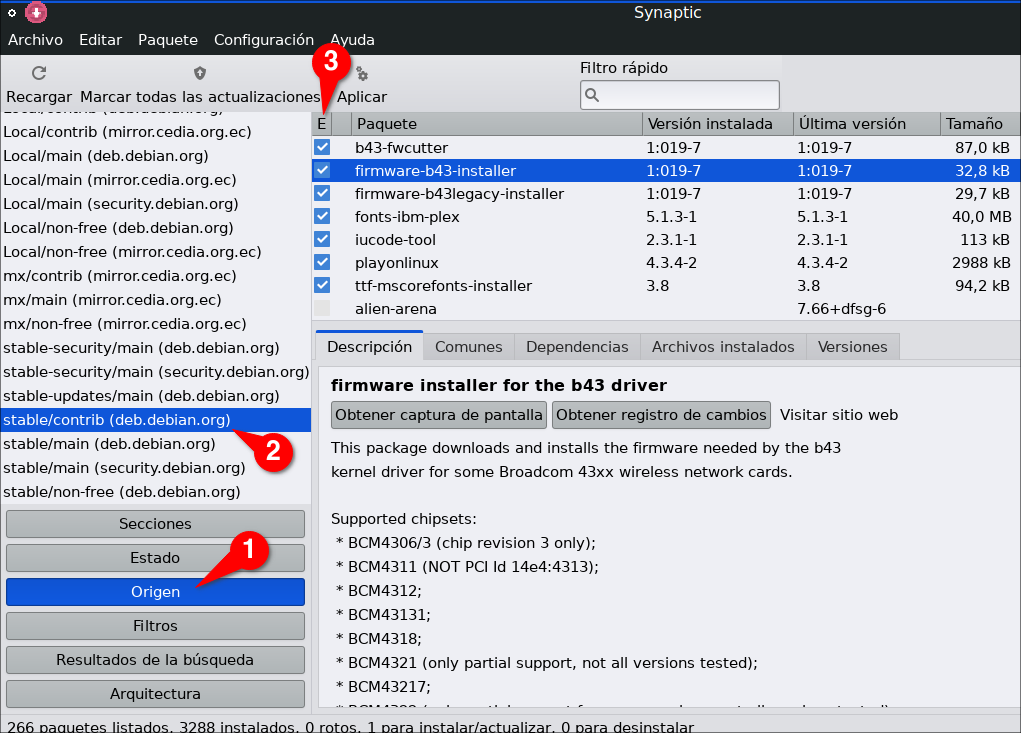 Synaptic
Archivo Editar Paquete Configuración Ayuda
3
Recargar Marcar todas las actualizaciones Aplicar
Filtro rápido
Local/contrib (mirror.cedia.org.ec)
Local/main (deb.debian.org)
Local/main (mirror.cedia.org.ec)
Local/main (security.debian.org)
Local/non-free (deb.debian.org)
Local/non-free (mirror.cedia.org.ec)
mx/contrib (mirror.cedia.org.ec)
mx/main (mirror.cedia.org.ec)
mx/non-free (mirror.cedia.org.ec)
stable-security/main (deb.debian.org)
stable-security/main (security.debian.org)
stable-updates/main (deb.debian.org)
stable/contrib (deb.debian.org)
2
stable/main (deb.debian.org)
stable/main (security.debian.org)
stable/non-free (deb.debian.org)
Secciones
Estado
1
Origen
Filtros
Resultados de la búsqueda
Arquitectura
E Paquete Versión instalada Última versión Tamaño
b43-fwcutter 1:019-7 1:019-7 87,0 kB
firmware-b43-installer 1:019-7 1:019-7 32,8 kB
firmware-b43legacy-installer 1:019-7 1:019-7 29,7 kB
fonts-ibm-plex 5.1.3-1 5.1.3-1 40,0 MB
iucode-tool 2.3.1-1 2.3.1-1 113 kB
playonlinux 4.3.4-2 4.3.4-2 2988 kB
ttf-mscorefonts-installer 3.8 3.8 94,2 kB
alien-arena 7.66+dfsg-6
Descripción Comunes Dependencias Archivos instalados Versiones
firmware installer for the b43 driver
Obtener captura de pantalla Obtener registro de cambios Visitar sitio web
This package downloads and installs the firmware needed by the b43
kernel driver for some Broadcom 43xx wireless network cards.
Supported chipsets:
* BCM4306/3 (chip revision 3 only);
* BCM4311 (NOT PCI Id 14e4:4313);
* BCM4312;
* BCM43131;
* BCM4318;
* BCM4321 (only partial support, not all versions tested);
* BCM43217;
266 paquetes listados, 3288 instalados, 0 rotos, 1 para instalar/actualizar, 0 para desinstalar